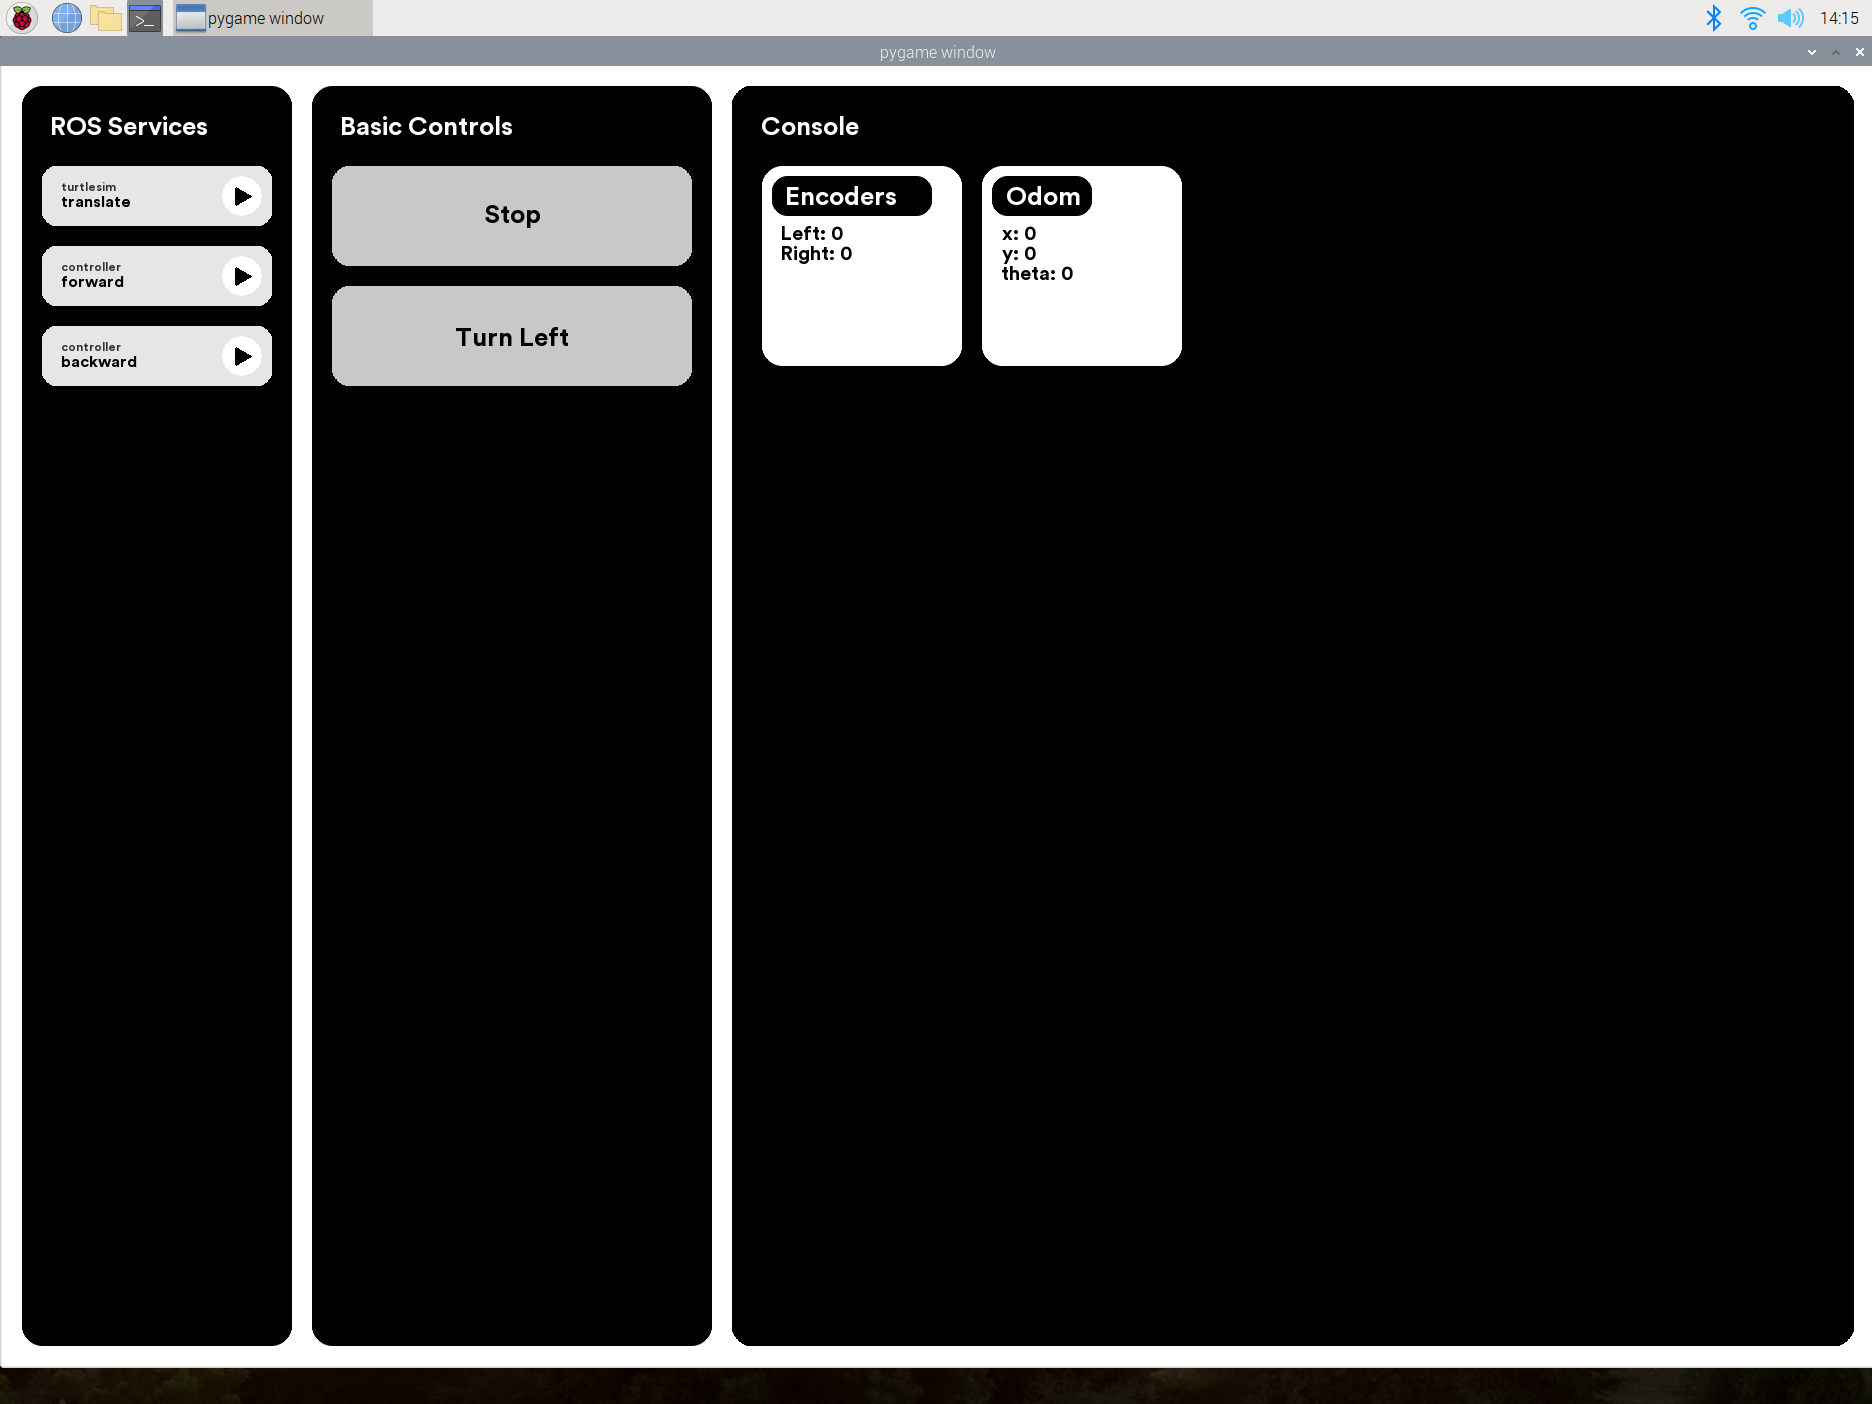 pygame window
14:15
pygame window
ROS Services
turtlesim
translate
controller
forward
controller
backward
Basic Controls
Stop
Turn Left
Console
Encoders
Left: 0
Right: 0
Odom
x: 0
y: 0
theta: 0